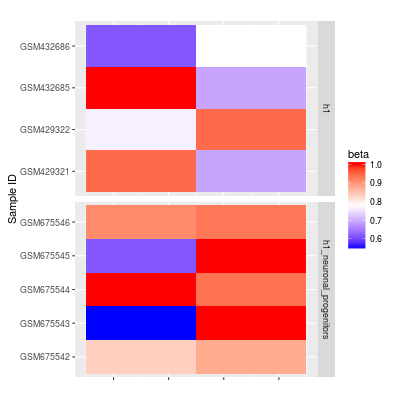 Sample ID
GSM432686
GSM432685
GSM429322
GSM429321
h1
GSM675546
GSM675545
GSM675544
GSM675543
GSM675542
h1_neuronal_progenitors
beta
1.0
0.9
0.8
0.7
0.6